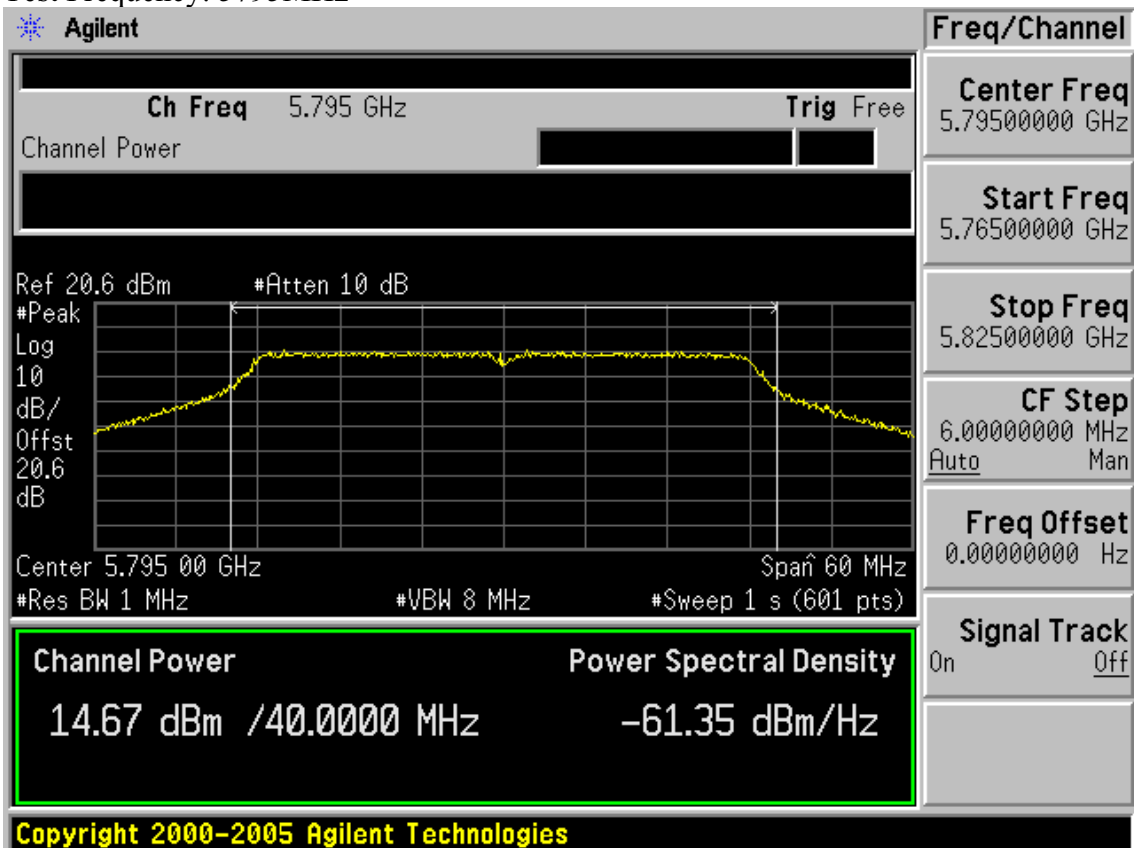 Test Frequency: 5795MHz
Agilent
Freq/Channel
Ch Freq 5.795 GHz Trig Free
Channel Power
Center Freq
5.79500000 GHz
Start Freq
5.76500000 GHz
Stop Freq
5.82500000 GHz
CF Step
6.00000000 MHz
Auto Man
Freq Offset
0.00000000 Hz
Signal Track
On Off
Ref 20.6 dBm #Atten 10 dB
#Peak
Log
10
dB/
Offst
20.6
dB
Center 5.795 00 GHz Span 60 MHz
#Res BW 1 MHz #VBW 8 MHz #Sweep 1 s (601 pts)
Channel Power Power Spectral Density
14.67 dBm /40.0000 MHz -61.35 dBm/Hz
Copyright 2000-2005 Agilent Technologies